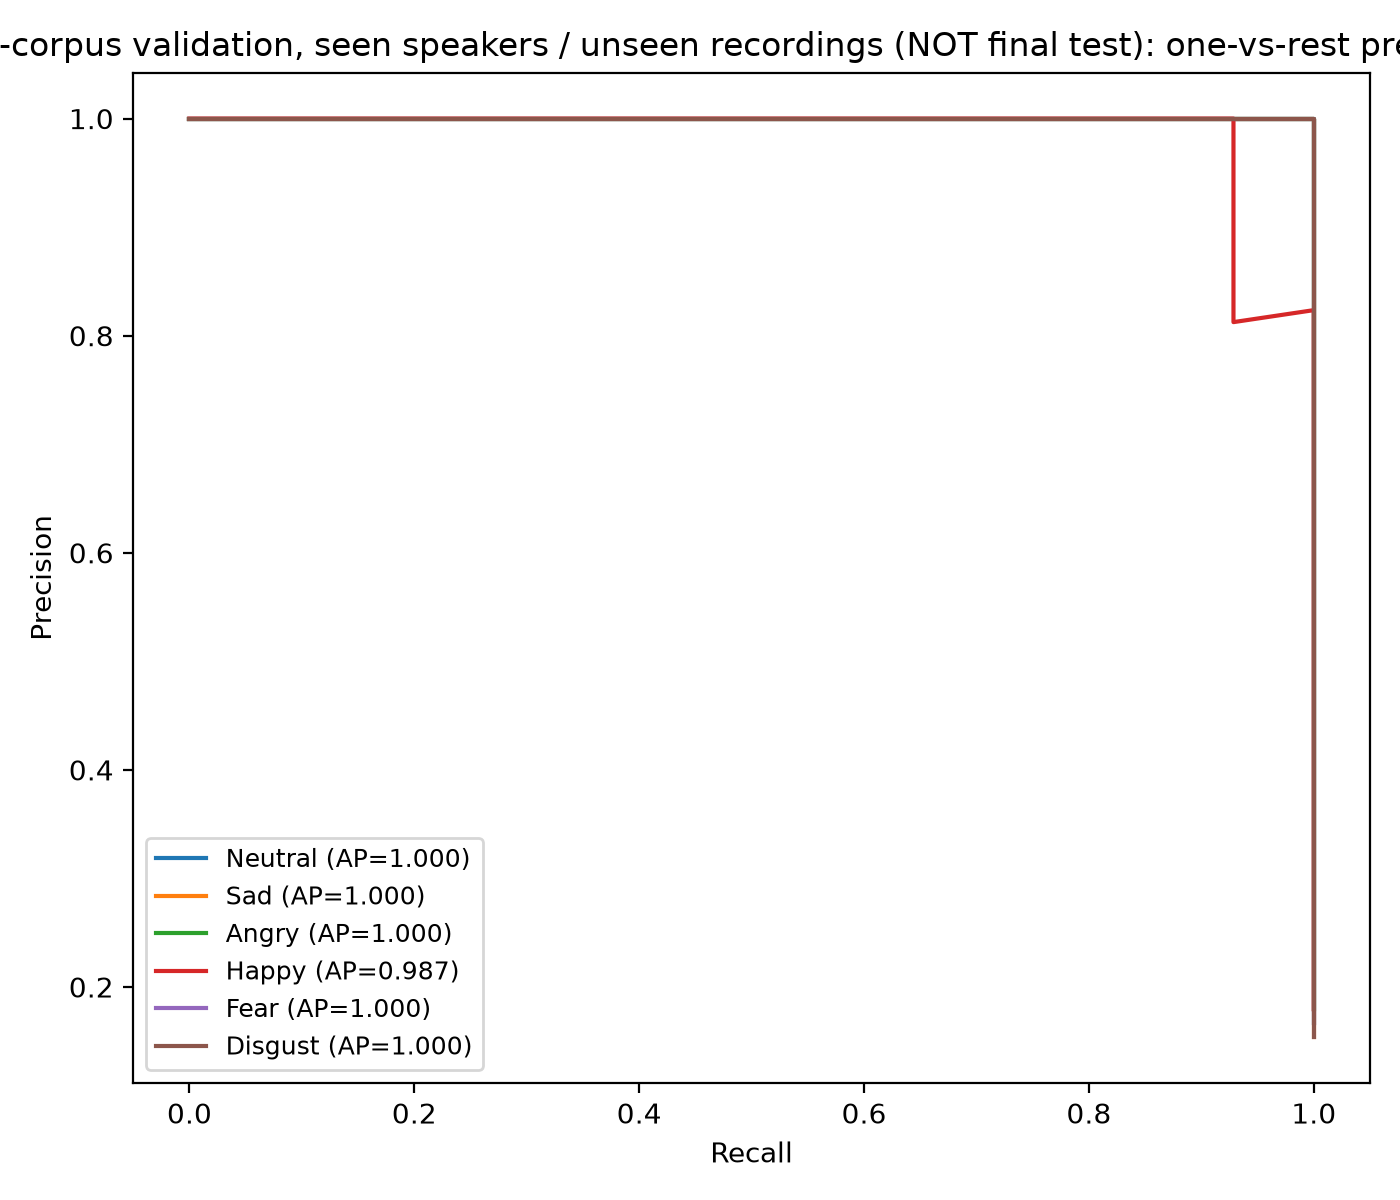 -corpus validation, seen speakers / unseen recordings (NOT final test): one-vs-rest
1.0
0.8
0.6
0.4
0.2
Precision
Neutral (AP=1.000)
Sad (AP=1.000)
Angry (AP=1.000)
Happy (AP=0.987)
Fear (AP=1.000)
Disgust (AP=1.000)
0.0 0.2 0.4 0.6 0.8 1.0
Recall